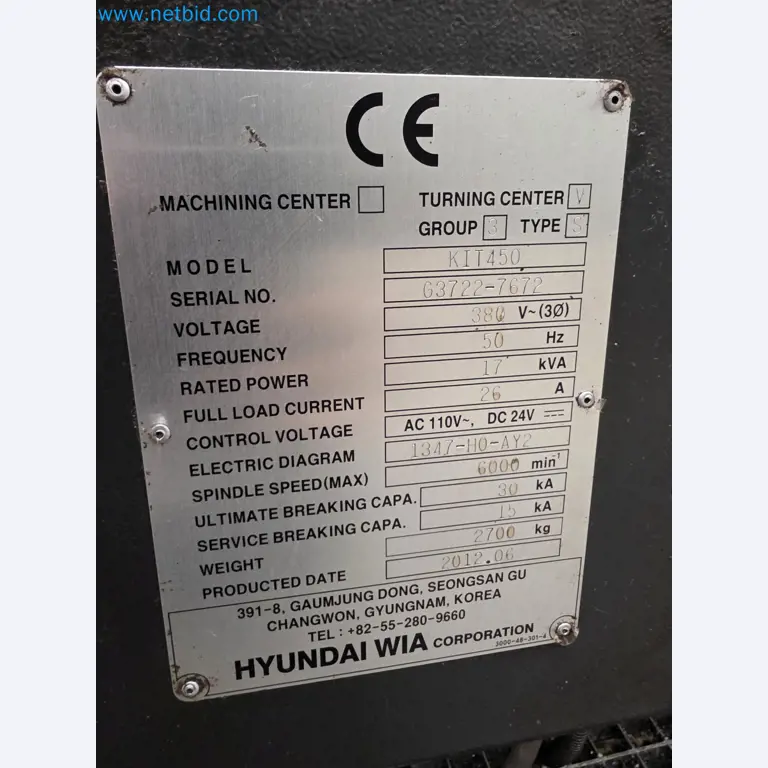 www.netbid.com
CE
MACHINING CENTER TURNING CENTER V
GROUP 3 TYPE S
MODEL KIT450
SERIAL NO. G3722-7672
VOLTAGE 380 V~(3Ø)
FREQUENCY 50 Hz
RATED POWER 17 kVA
FULL LOAD CURRENT 26 A
CONTROL VOLTAGE AC 110V~, DC 24V
ELECTRIC DIAGRAM 1347-H0-AY2
SPINDLE SPEED(MAX) 6000 min⁻¹
ULTIMATE BREAKING CAPA. 30 kA
SERVICE BREAKING CAPA. 15 kA
WEIGHT 2700 kg
PRODUCTED DATE 2012.06
391-8, GAUMJUNG DONG, SEONGSAN GU
CHANGWON, GYUNGNAM, KOREA
TEL : +82-55-280-9660
HYUNDAI WIA CORPORATION 3000-48-301-4